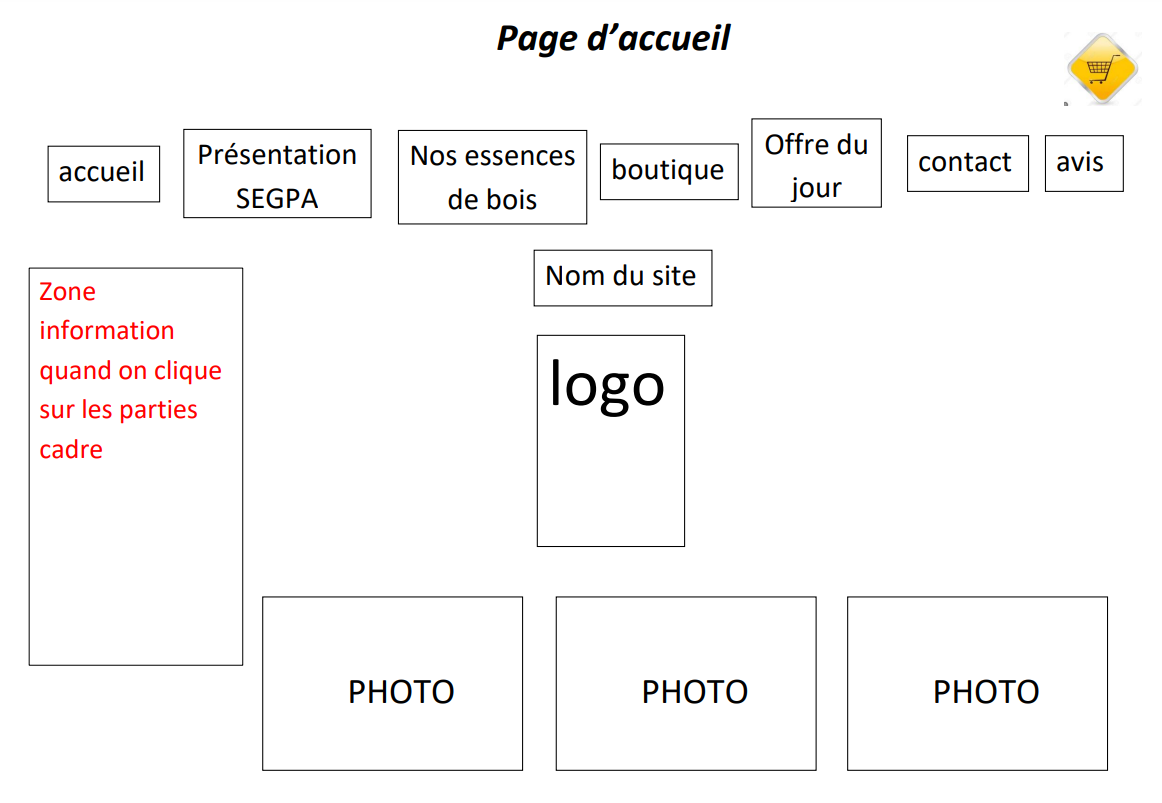 Page d’accueil
accueil
Présentation
SEGPA
Nos essences
de bois
boutique
Offre du
jour
contact
avis
Nom du site
Zone
information
quand on clique
sur les parties
cadre
logo
PHOTO
PHOTO
PHOTO